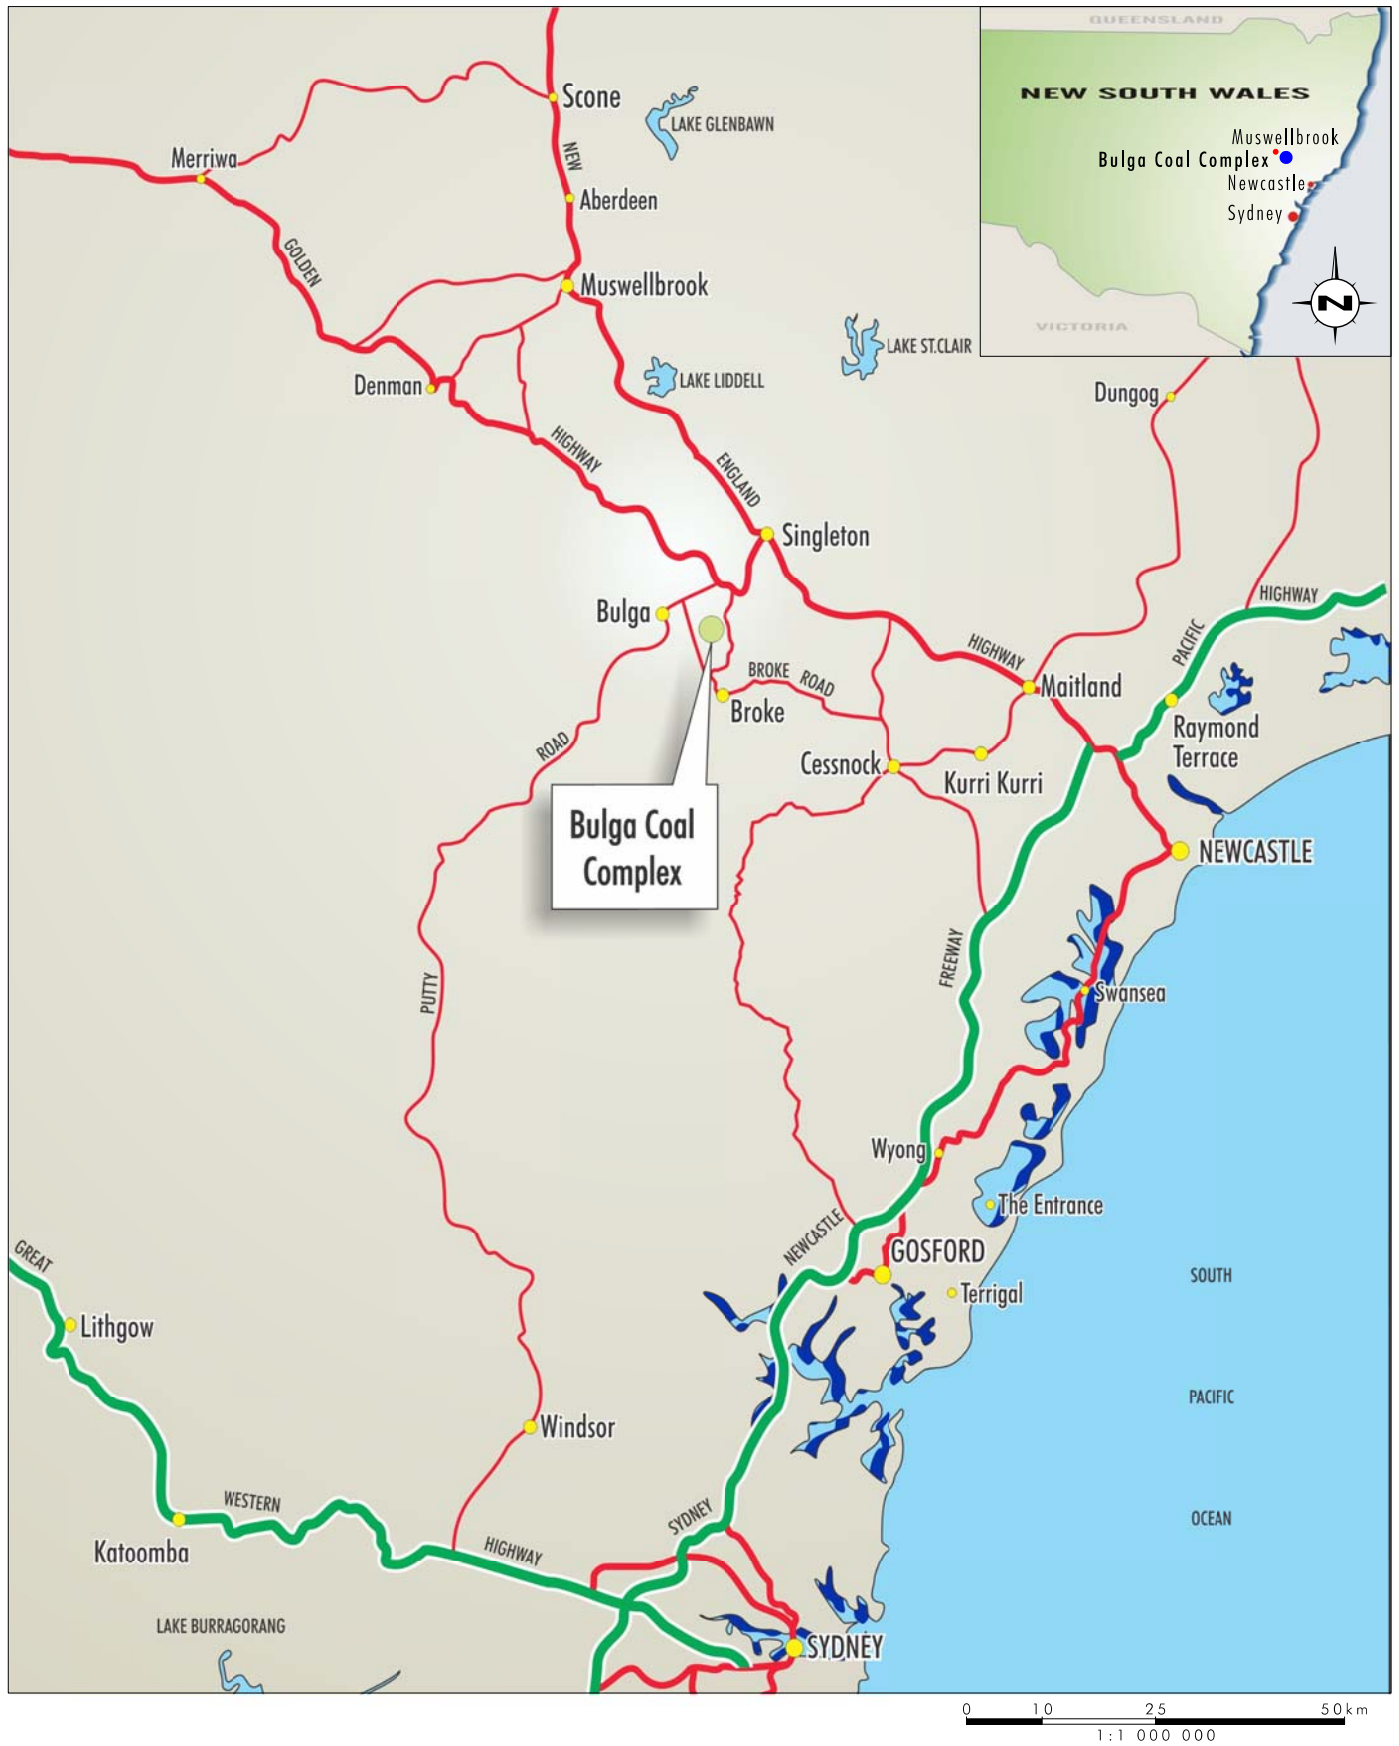 QUEENSLAND
NEW SOUTH WALES
Muswellbrook
Bulga Coal Complex
Newcastle
Sydney
N
VICTORIA
Scone
LAKE GLENBAWN
NEW
Merriwa
Aberdeen
GOLDEN
Muswellbrook
LAKE ST.CLAIR
LAKE LIDDELL
Denman
Dungog
HIGHWAY
ENGLAND
Singleton
HIGHWAY
Bulga
PACIFIC
HIGHWAY
BROKE ROAD
Maitland
Broke
Raymond
Terrace
ROAD
Cessnock
Kurri Kurri
Bulga Coal
Complex
NEWCASTLE
FREEWAY
PUTTY
Swansea
Wyong
The Entrance
NEWCASTLE
GREAT
GOSFORD
SOUTH
Terrigal
Lithgow
PACIFIC
Windsor
WESTERN
SYDNEY
OCEAN
Katoomba
HIGHWAY
LAKE BURRAGORANG
SYDNEY
0 10 25 50km
1:1 000 000